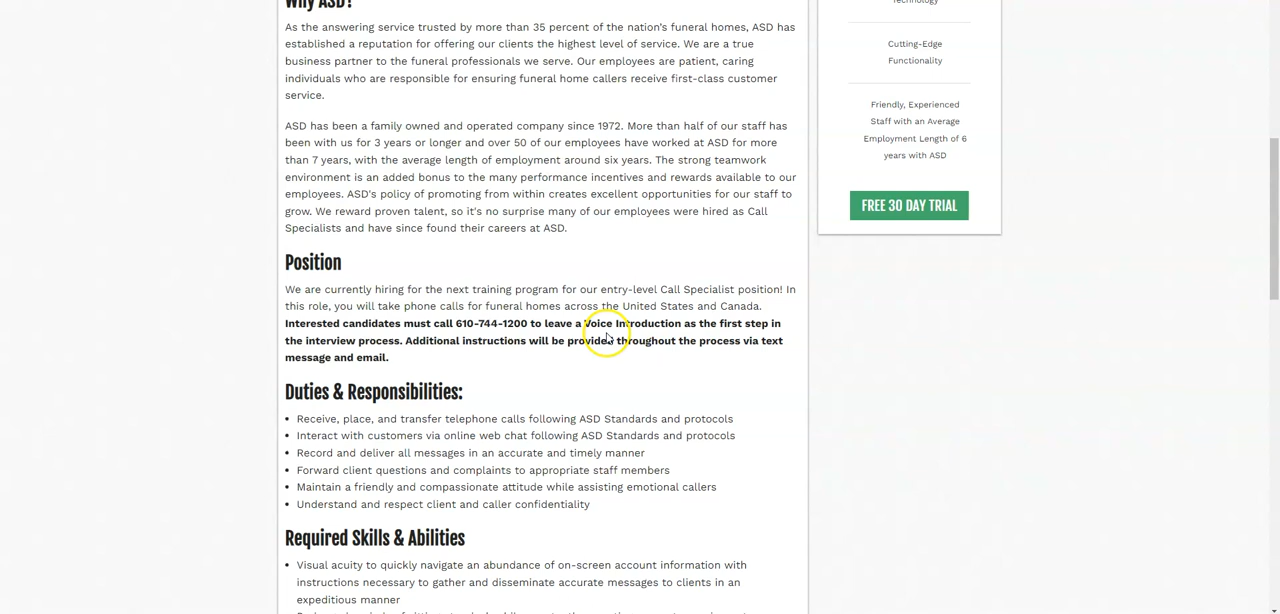 Why ASD?
As the answering service trusted by more than 35 percent of the nation's funeral homes, ASD has
established a reputation for offering our clients the highest level of service. We are a true
business partner to the funeral professionals we serve. Our employees are patient, caring
individuals who are responsible for ensuring funeral home callers receive first-class customer
service.
ASD has been a family owned and operated company since 1972. More than half of our staff has
been with us for 3 years or longer and over 50 of our employees have worked at ASD for more
than 7 years, with the average length of employment around six years. The strong teamwork
environment is an added bonus to the many performance incentives and rewards available to our
employees. ASD's policy of promoting from within creates excellent opportunities for our staff to
grow. We reward proven talent, so it's no surprise many of our employees were hired as Call
Specialists and have since found their careers at ASD.
Position
We are currently hiring for the next training program for our entry-level Call Specialist position! In
this role, you will take phone calls for funeral homes across the United States and Canada.
Interested candidates must call 610-744-1200 to leave a Voice Introduction as the first step in
the interview process. Additional instructions will be provided throughout the process via text
message and email.
Duties & Responsibilities:
• Receive, place, and transfer telephone calls following ASD Standards and protocols
• Interact with customers via online web chat following ASD Standards and protocols
• Record and deliver all messages in an accurate and timely manner
• Forward client questions and complaints to appropriate staff members
• Maintain a friendly and compassionate attitude while assisting emotional callers
• Understand and respect client and caller confidentiality
Required Skills & Abilities
• Visual acuity to quickly navigate an abundance of on-screen account information with
instructions necessary to gather and disseminate accurate messages to clients in an
expeditious manner
Technology
Cutting-Edge
Functionality
Friendly, Experienced
Staff with an Average
Employment Length of 6
years with ASD
FREE 30 DAY TRIAL